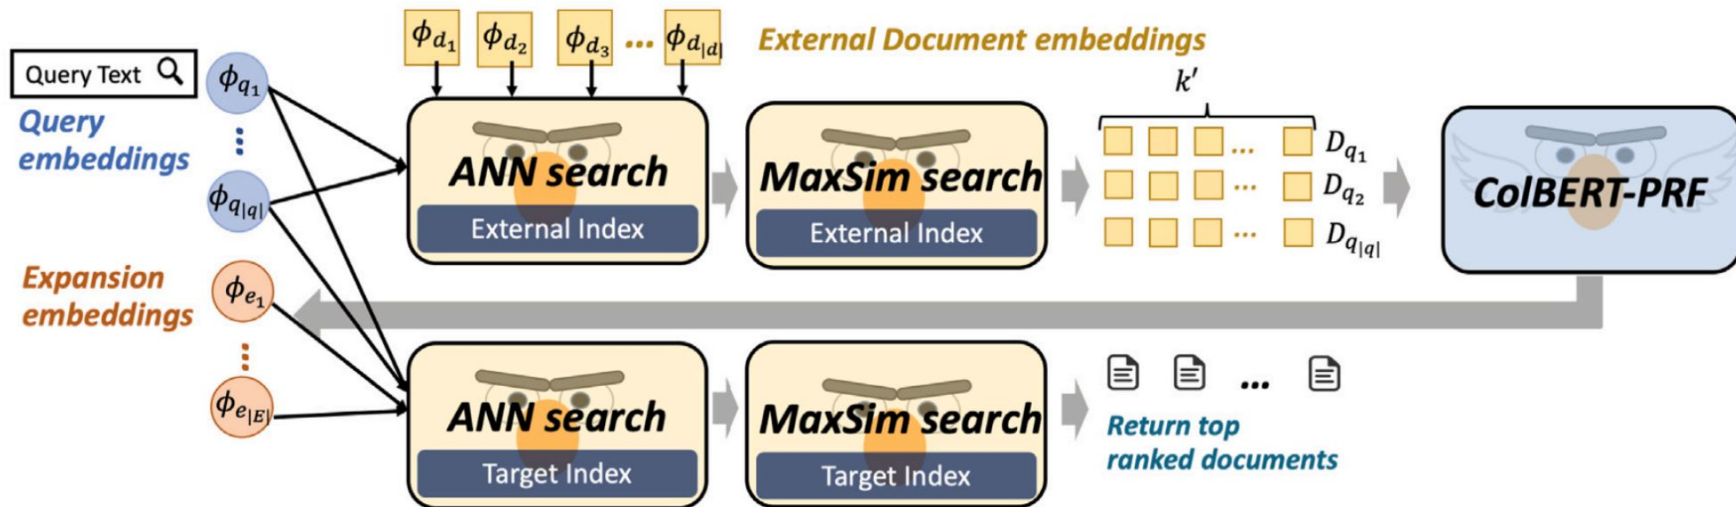 Query Text
Query
embeddings
ϕq1
...
ϕq|q|
Expansion
embeddings
ϕe1
...
ϕe|E|
ϕd1 ϕd2 ϕd3 ... ϕd|d|
External Document embeddings
ANN search
External Index
MaxSim search
External Index
k′
... Dq1
... Dq2
... Dq|q|
ColBERT-PRF
ANN search
Target Index
MaxSim search
Target Index
...
Return top
ranked documents